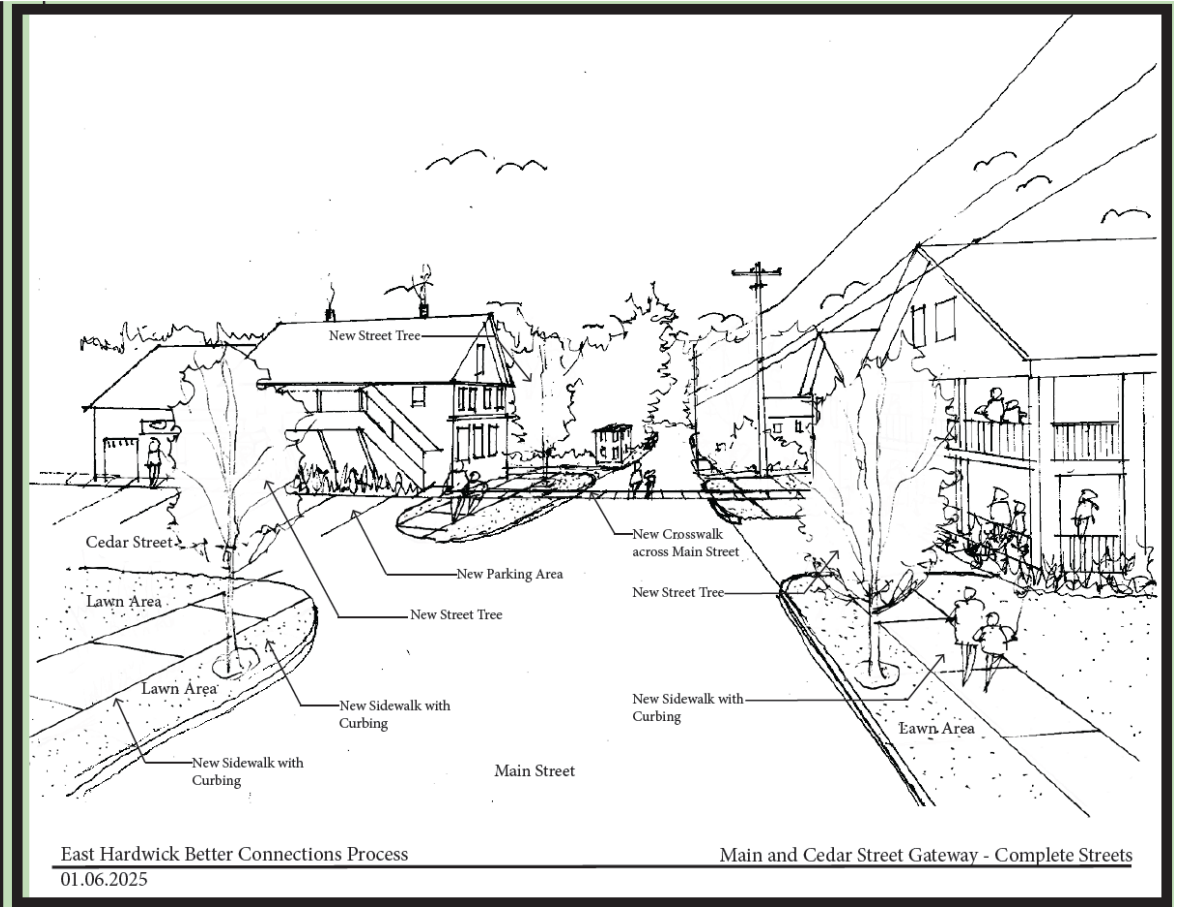 New Street Tree
Cedar Street
New Crosswalk
across Main Street
New Parking Area
New Street Tree
Lawn Area
New Street Tree
Lawn Area
New Sidewalk with
Curbing
New Sidewalk with
Curbing
Lawn Area
New Sidewalk with
Curbing
Main Street
East Hardwick Better Connections Process
Main and Cedar Street Gateway - Complete Streets
01.06.2025